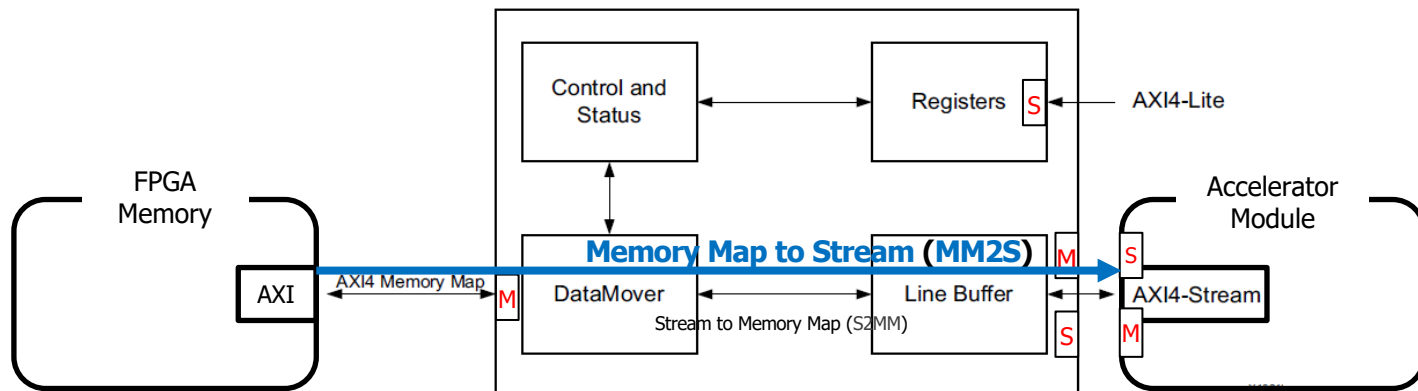 Control and
Status
Registers
S
AXI4-Lite
FPGA
Memory
Accelerator
Module
Memory Map to Stream (MM2S)
M
S
AXI
AXI4 Memory Map
M
DataMover
Line Buffer
AXI4-Stream
Stream to Memory Map (S2MM)
S
M